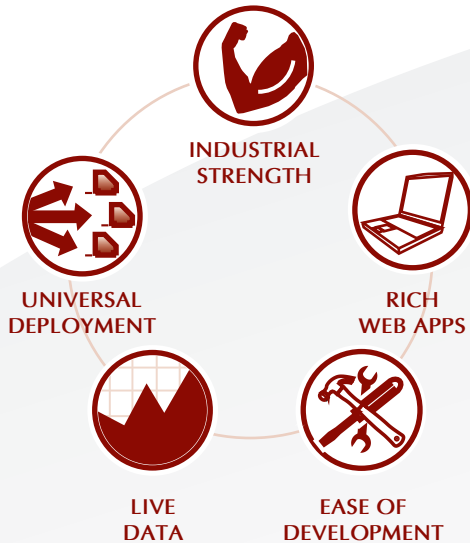 INDUSTRIAL
STRENGTH
UNIVERSAL
DEPLOYMENT
RICH
WEB APPS
LIVE
DATA
EASE OF
DEVELOPMENT